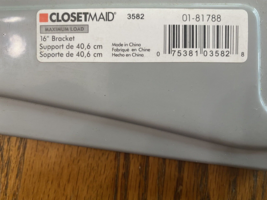 CLOSETMAID 3582 01-81788
MAXIMUM LOAD
16" Bracket
Support de 40,6 cm
Soporte de 40,6 cm
Made in China
Fabriqué en Chine
Hecho en China
0 75381 03582 8